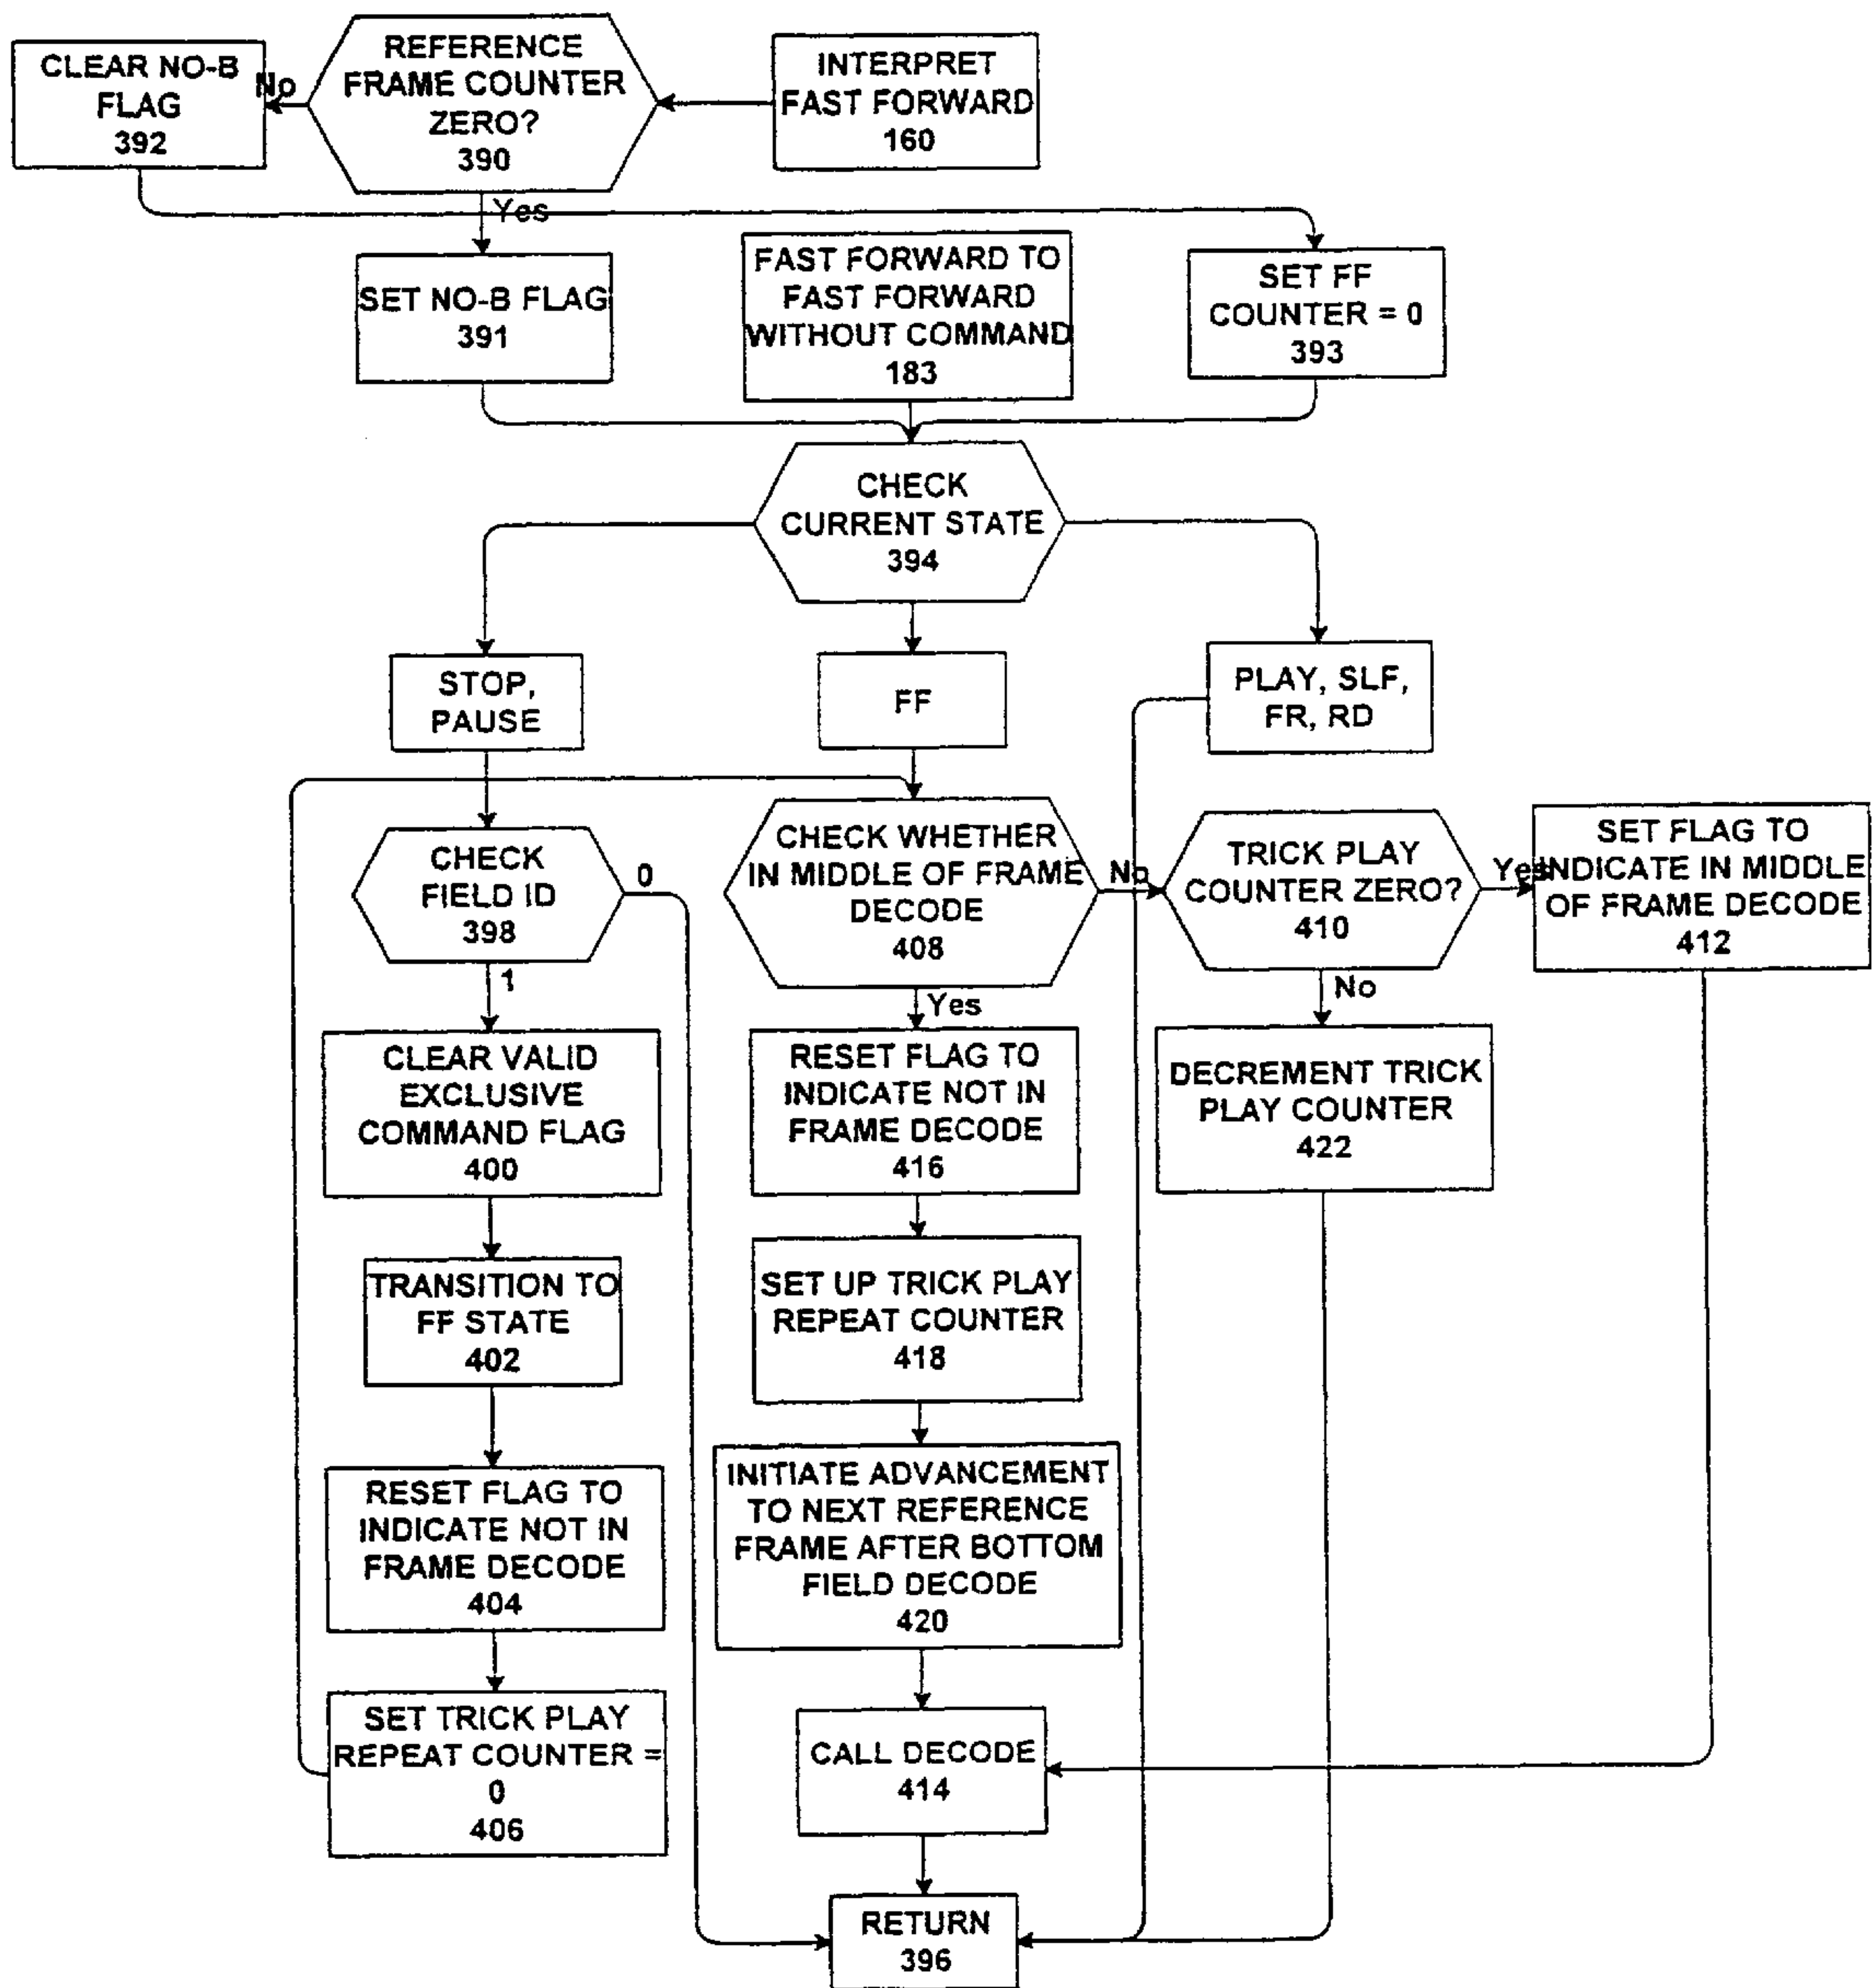 CLEAR NO-B
FLAG
392
No
REFERENCE
FRAME COUNTER
ZERO?
390
INTERPRET
FAST FORWARD
160
Yes
SET NO-B FLAG
391
FAST FORWARD TO
FAST FORWARD
WITHOUT COMMAND
183
SET FF
COUNTER = 0
393
CHECK
CURRENT STATE
394
STOP,
PAUSE
FF
PLAY, SLF,
FR, RD
CHECK
FIELD ID
398
0
1
CHECK WHETHER
IN MIDDLE OF FRAME
DECODE
408
No
Yes
TRICK PLAY
COUNTER ZERO?
410
Yes
No
SET FLAG TO
INDICATE IN MIDDLE
OF FRAME DECODE
412
CLEAR VALID
EXCLUSIVE
COMMAND FLAG
400
RESET FLAG TO
INDICATE NOT IN
FRAME DECODE
416
DECREMENT TRICK
PLAY COUNTER
422
TRANSITION TO
FF STATE
402
SET UP TRICK PLAY
REPEAT COUNTER
418
RESET FLAG TO
INDICATE NOT IN
FRAME DECODE
404
INITIATE ADVANCEMENT
TO NEXT REFERENCE
FRAME AFTER BOTTOM
FIELD DECODE
420
SET TRICK PLAY
REPEAT COUNTER =
0
406
CALL DECODE
414
RETURN
396